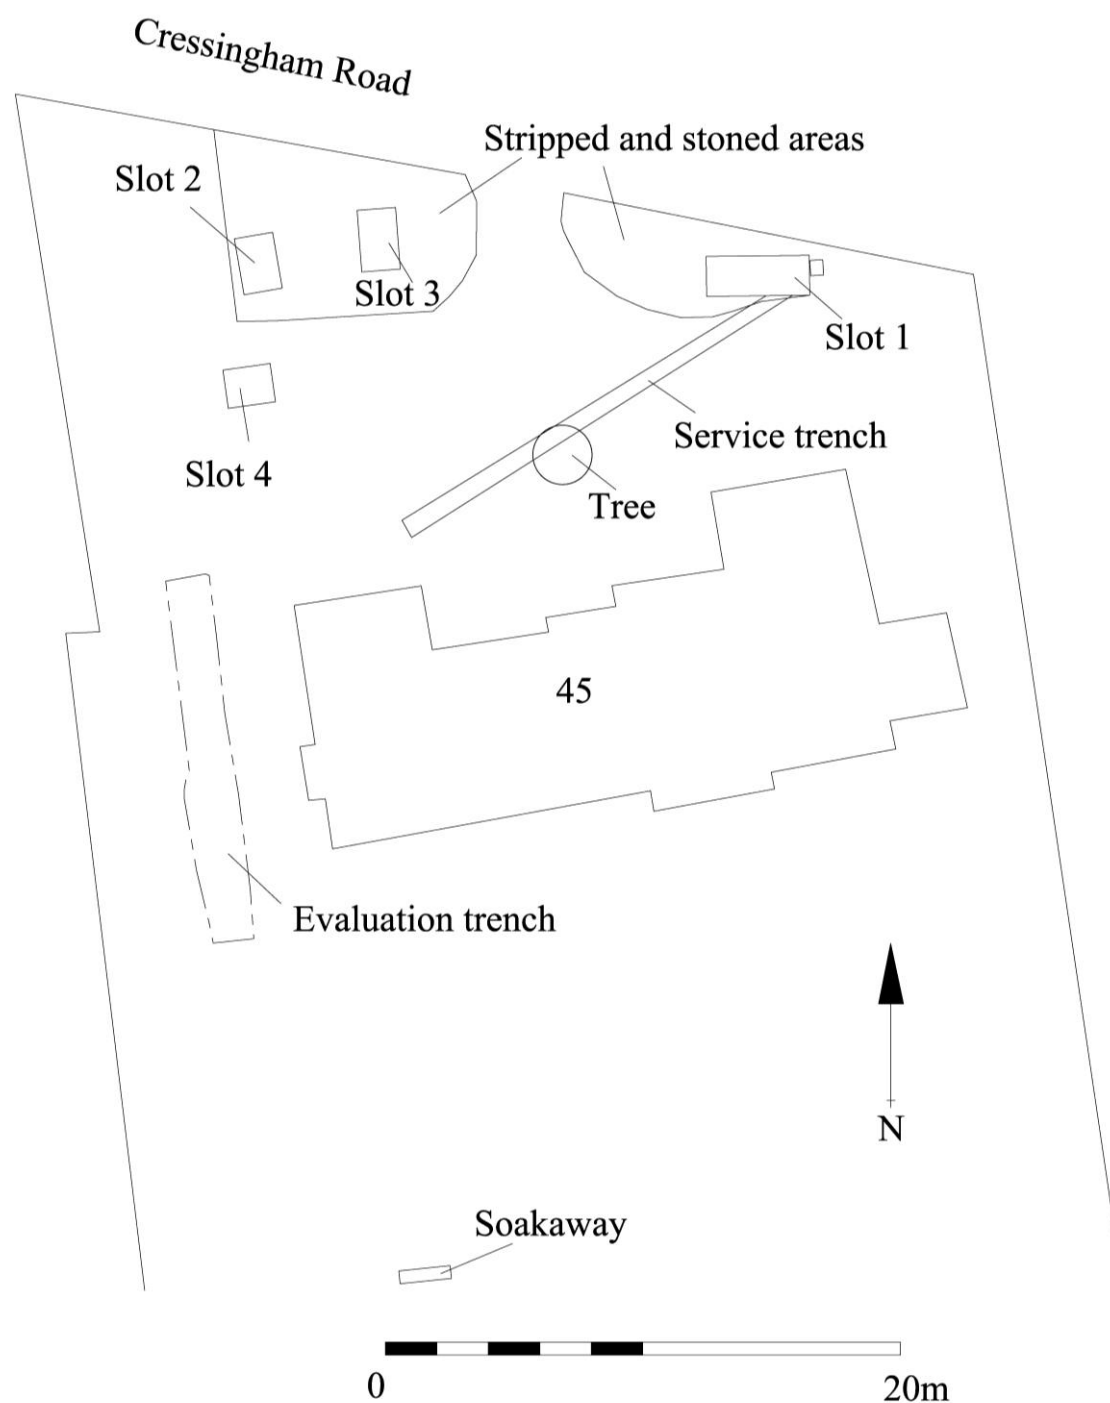 Cressingham Road
Stripped and stoned areas
Slot 2
Slot 3
Slot 1
Service trench
Slot 4
Tree
45
Evaluation trench
N
Soakaway
0
20m